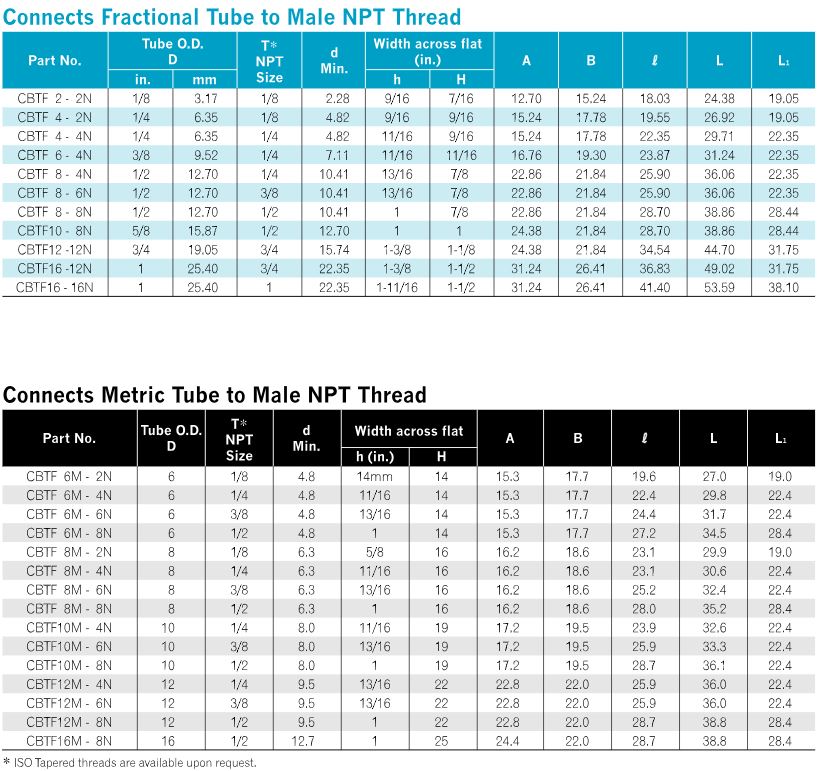 Connects Fractional Tube to Male NPT Thread
Part No. Tube O.D. D T* NPT Size d Min. Width across flat (in.) A B ℓ L L1
in. mm h H
CBTF 2 - 2N 1/8 3.17 1/8 2.28 9/16 7/16 12.70 15.24 18.03 24.38 19.05
CBTF 4 - 2N 1/4 6.35 1/8 4.82 9/16 9/16 15.24 17.78 19.55 26.92 19.05
CBTF 4 - 4N 1/4 6.35 1/4 4.82 11/16 9/16 15.24 17.78 22.35 29.71 22.35
CBTF 6 - 4N 3/8 9.52 1/4 7.11 11/16 11/16 16.76 19.30 23.87 31.24 22.35
CBTF 8 - 4N 1/2 12.70 1/4 10.41 13/16 7/8 22.86 21.84 25.90 36.06 22.35
CBTF 8 - 6N 1/2 12.70 3/8 10.41 13/16 7/8 22.86 21.84 25.90 36.06 22.35
CBTF 8 - 8N 1/2 12.70 1/2 10.41 1 7/8 22.86 21.84 28.70 38.86 28.44
CBTF10 - 8N 5/8 15.87 1/2 12.70 1 1 24.38 21.84 28.70 38.86 28.44
CBTF12 -12N 3/4 19.05 3/4 15.74 1-3/8 1-1/8 24.38 21.84 34.54 44.70 31.75
CBTF16 -12N 1 25.40 3/4 22.35 1-3/8 1-1/2 31.24 26.41 36.83 49.02 31.75
CBTF16 - 16N 1 25.40 1 22.35 1-11/16 1-1/2 31.24 26.41 41.40 53.59 38.10
Connects Metric Tube to Male NPT Thread
Part No. Tube O.D. D T* NPT Size d Min. Width across flat A B ℓ L L1
h (in.) H
CBTF 6M - 2N 6 1/8 4.8 14mm 14 15.3 17.7 19.6 27.0 19.0
CBTF 6M - 4N 6 1/4 4.8 11/16 14 15.3 17.7 22.4 29.8 22.4
CBTF 6M - 6N 6 3/8 4.8 13/16 14 15.3 17.7 24.4 31.7 22.4
CBTF 6M - 8N 6 1/2 4.8 1 14 15.3 17.7 27.2 34.5 28.4
CBTF 8M - 2N 8 1/8 6.3 5/8 16 16.2 18.6 23.1 29.9 19.0
CBTF 8M - 4N 8 1/4 6.3 11/16 16 16.2 18.6 23.1 30.6 22.4
CBTF 8M - 6N 8 3/8 6.3 13/16 16 16.2 18.6 25.2 32.4 22.4
CBTF 8M - 8N 8 1/2 6.3 1 16 16.2 18.6 28.0 35.2 28.4
CBTF10M - 4N 10 1/4 8.0 11/16 19 17.2 19.5 23.9 32.6 22.4
CBTF10M - 6N 10 3/8 8.0 13/16 19 17.2 19.5 25.9 33.3 22.4
CBTF10M - 8N 10 1/2 8.0 1 19 17.2 19.5 28.7 36.1 22.4
CBTF12M - 4N 12 1/4 9.5 13/16 22 22.8 22.0 25.9 36.0 22.4
CBTF12M - 6N 12 3/8 9.5 13/16 22 22.8 22.0 25.9 36.0 22.4
CBTF12M - 8N 12 1/2 9.5 1 22 22.8 22.0 28.7 38.8 28.4
CBTF16M - 8N 16 1/2 12.7 1 25 24.4 22.0 28.7 38.8 28.4
* ISO Tapered threads are available upon request.